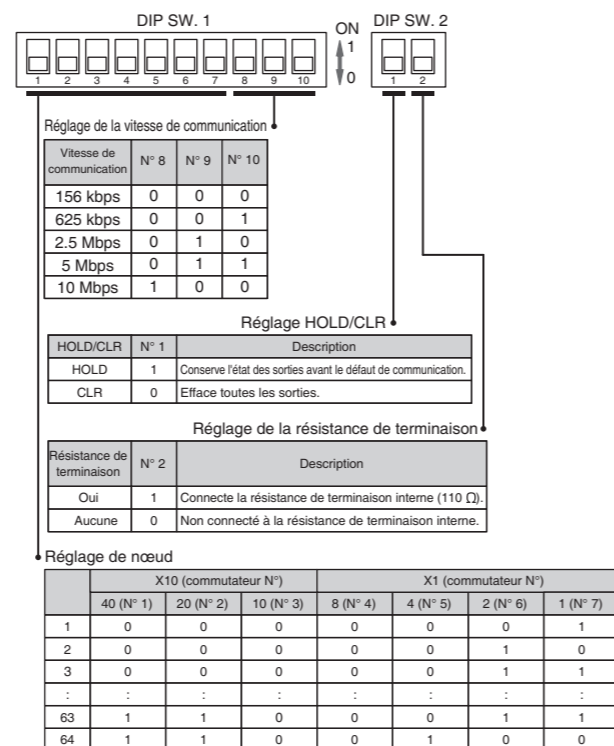 DIP SW. 1
ON
DIP SW. 2
1
0
1 2 3 4 5 6 7 8 9 10
1 2
Réglage de la vitesse de communication
Vitesse de communication N° 8 N° 9 N° 10
156 kbps 0 0 0
625 kbps 0 0 1
2.5 Mbps 0 1 0
5 Mbps 0 1 1
10 Mbps 1 0 0
Réglage HOLD/CLR
HOLD/CLR N° 1 Description
HOLD 1 Conserve l'état des sorties avant le défaut de communication.
CLR 0 Efface toutes les sorties.
Réglage de la résistance de terminaison
Résistance de terminaison N° 2 Description
Oui 1 Connecte la résistance de terminaison interne (110 Ω).
Aucune 0 Non connecté à la résistance de terminaison interne.
Réglage de nœud
X10 (commutateur N°) X1 (commutateur N°)
40 (N° 1) 20 (N° 2) 10 (N° 3) 8 (N° 4) 4 (N° 5) 2 (N° 6) 1 (N° 7)
1 0 0 0 0 0 0 1
2 0 0 0 0 0 1 0
3 0 0 0 0 0 1 1
: : : : : : : :
63 1 1 0 0 0 1 1
64 1 1 0 0 1 0 0